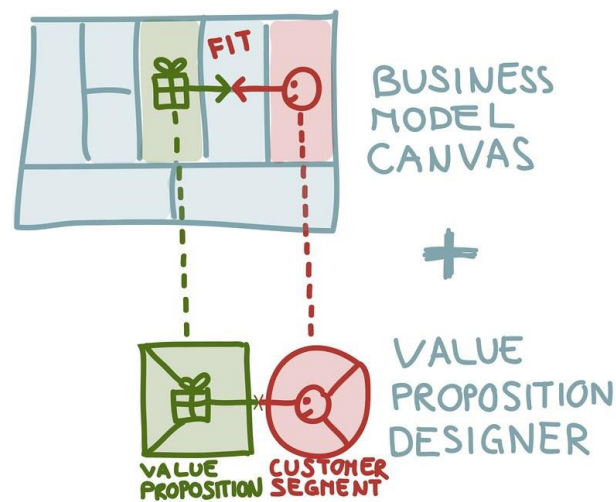 FIT
BUSINESS
MODEL
CANVAS
+
VALUE
PROPOSITION
DESIGNER
VALUE
PROPOSITION
CUSTOMER
SEGMENT